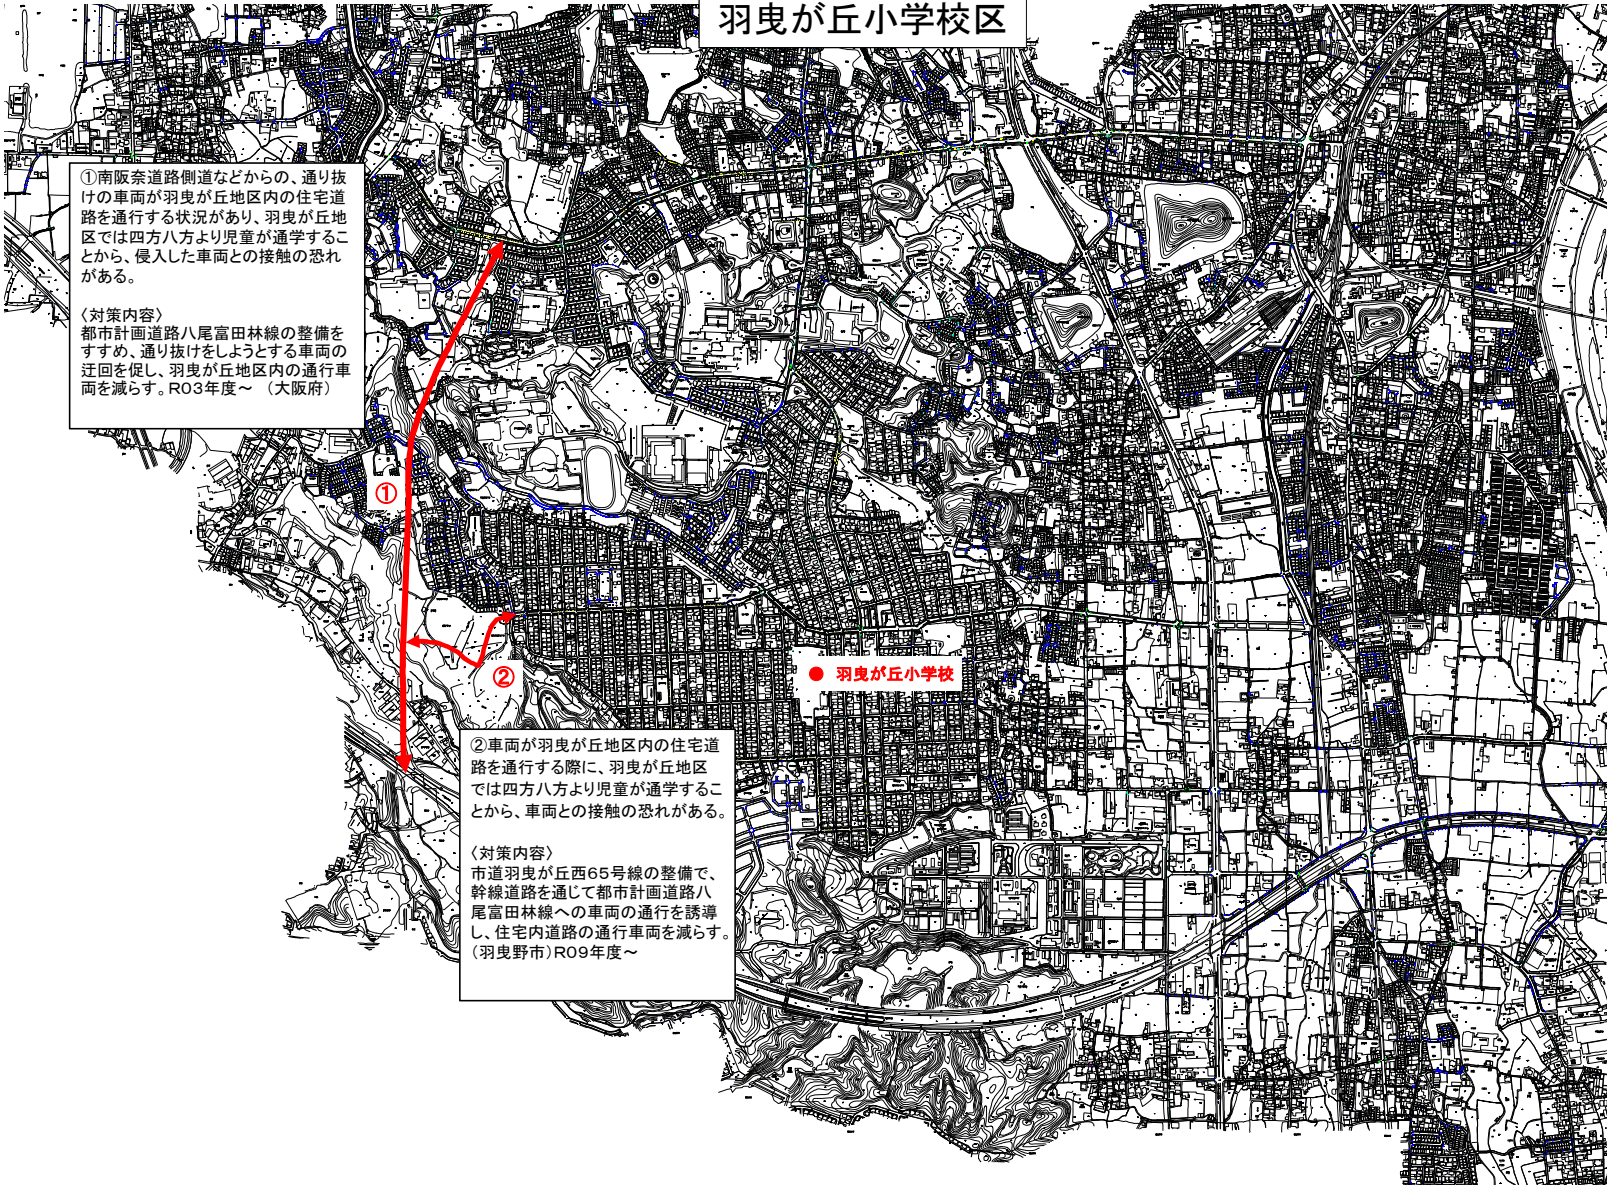 羽曳が丘小学校区
①南阪奈道路側道などからの、通り抜
けの車両が羽曳が丘地区内の住宅道
路を通行する状況があり、羽曳が丘地
区では四方八方より児童が通学するこ
とから、侵入した車両との接触の恐れ
がある。
〈対策内容〉
都市計画道路八尾富田林線の整備を
すすめ、通り抜けをしようとする車両の
迂回を促し、羽曳が丘地区内の通行車
両を減らす。R03年度～ （大阪府）
①
②
● 羽曳が丘小学校
②車両が羽曳が丘地区内の住宅道
路を通行する際に、羽曳が丘地区
では四方八方より児童が通学するこ
とから、車両との接触の恐れがある。
〈対策内容〉
市道羽曳が丘西65号線の整備で、
幹線道路を通じて都市計画道路八
尾富田林線への車両の通行を誘導
し、住宅内道路の通行車両を減らす。
（羽曳野市）R09年度～